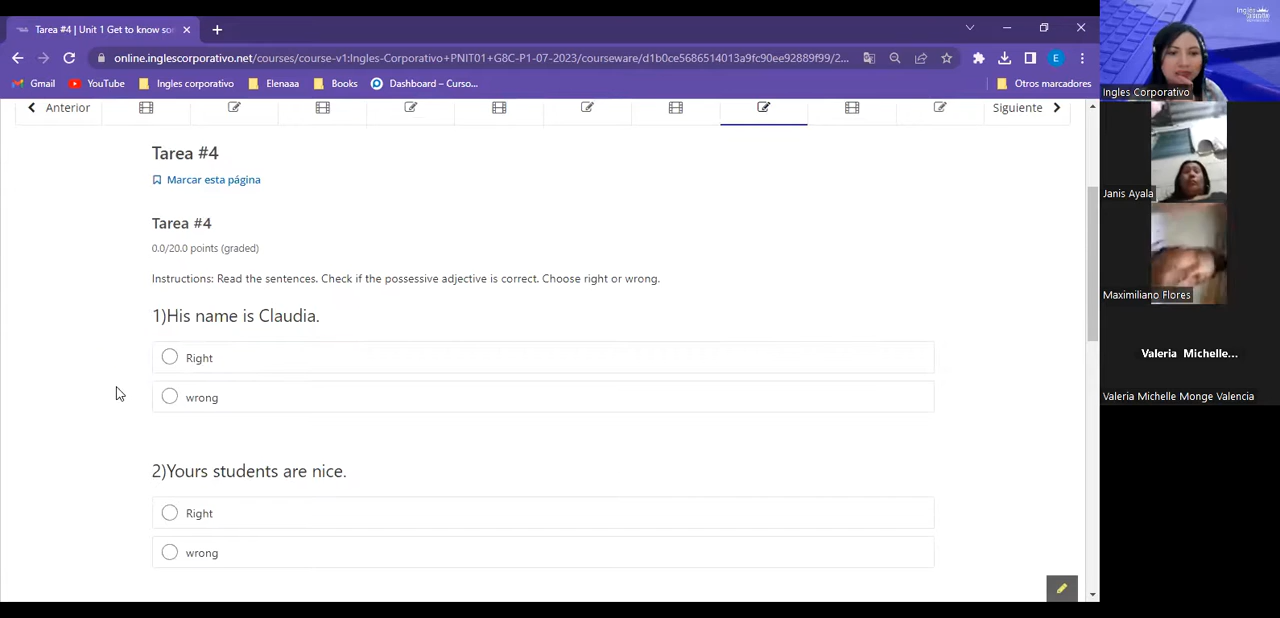 Tarea #4 | Unit 1 Get to know so
online.inglescorporativo.net/courses/course-v1:Ingles-Corporativo+PNIT01+G8C-P1-07-2023/courseware/d1b0ce5686514013a9fc90ee92889f99/2...
E
Gmail
YouTube
Ingles corporativo
Elenaaa
Books
Dashboard – Curso...
Otros marcadores
Anterior
Siguiente
Tarea #4
Marcar esta página
Tarea #4
0.0/20.0 points (graded)
Instructions: Read the sentences. Check if the possessive adjective is correct. Choose right or wrong.
1)His name is Claudia.
Right
wrong
2)Yours students are nice.
Right
wrong
Ingles
Ingles Corporativo
Janis Ayala
Maximiliano Flores
Valeria Michelle...
Valeria Michelle Monge Valencia